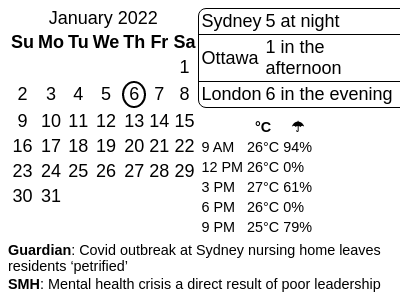 January 2022
Su Mo Tu We Th Fr Sa
1
2 3 4 5 6 7 8
9 10 11 12 13 14 15
16 17 18 19 20 21 22
23 24 25 26 27 28 29
30 31
Sydney 5 at night
Ottawa 1 in the
afternoon
London 6 in the evening
°C ☂
9 AM 26°C 94%
12 PM 26°C 0%
3 PM 27°C 61%
6 PM 26°C 0%
9 PM 25°C 79%
Guardian: Covid outbreak at Sydney nursing home leaves
residents ‘petrified’
SMH: Mental health crisis a direct result of poor leadership